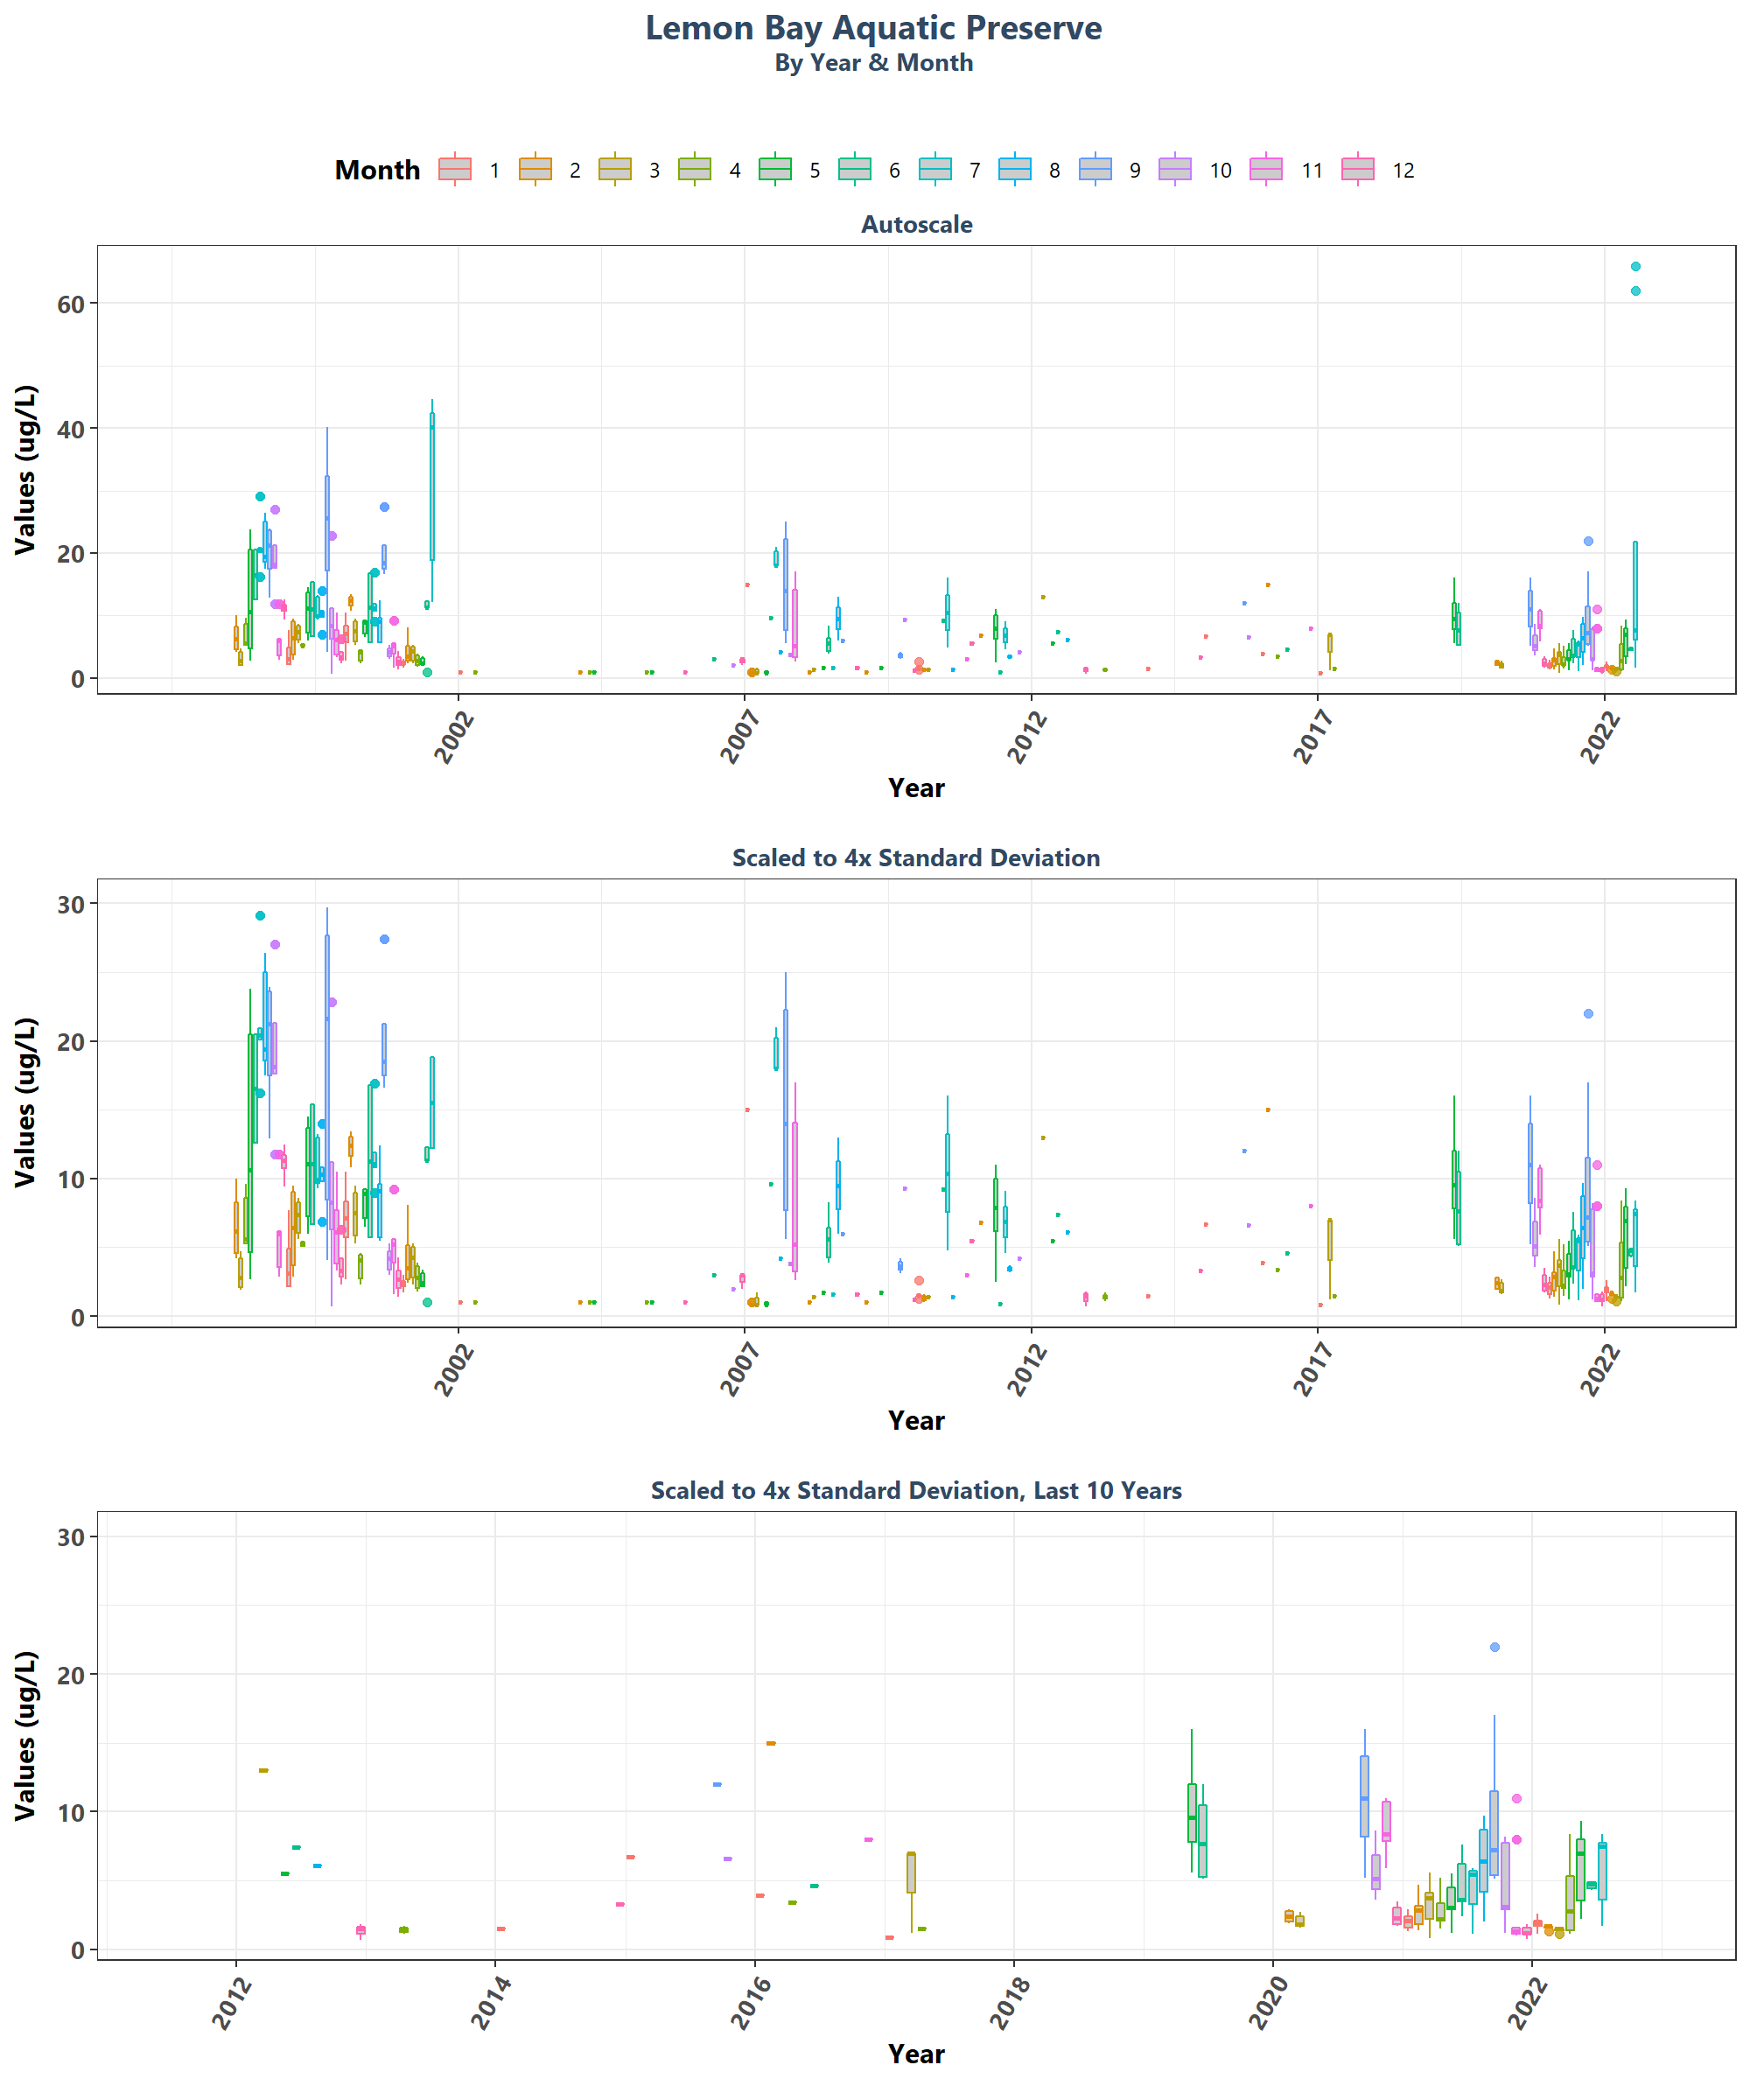 Lemon Bay Aquatic Preserve
By Year & Month
Month 1 2 3 4 5 6 7 8 9 10 11 12
Autoscale
Values (ug/L)
60
40
20
0
2002 2007 2012 2017 2022
Year
Scaled to 4x Standard Deviation
Values (ug/L)
30
20
10
0
2002 2007 2012 2017 2022
Year
Scaled to 4x Standard Deviation, Last 10 Years
Values (ug/L)
30
20
10
0
2012 2014 2016 2018 2020 2022
Year